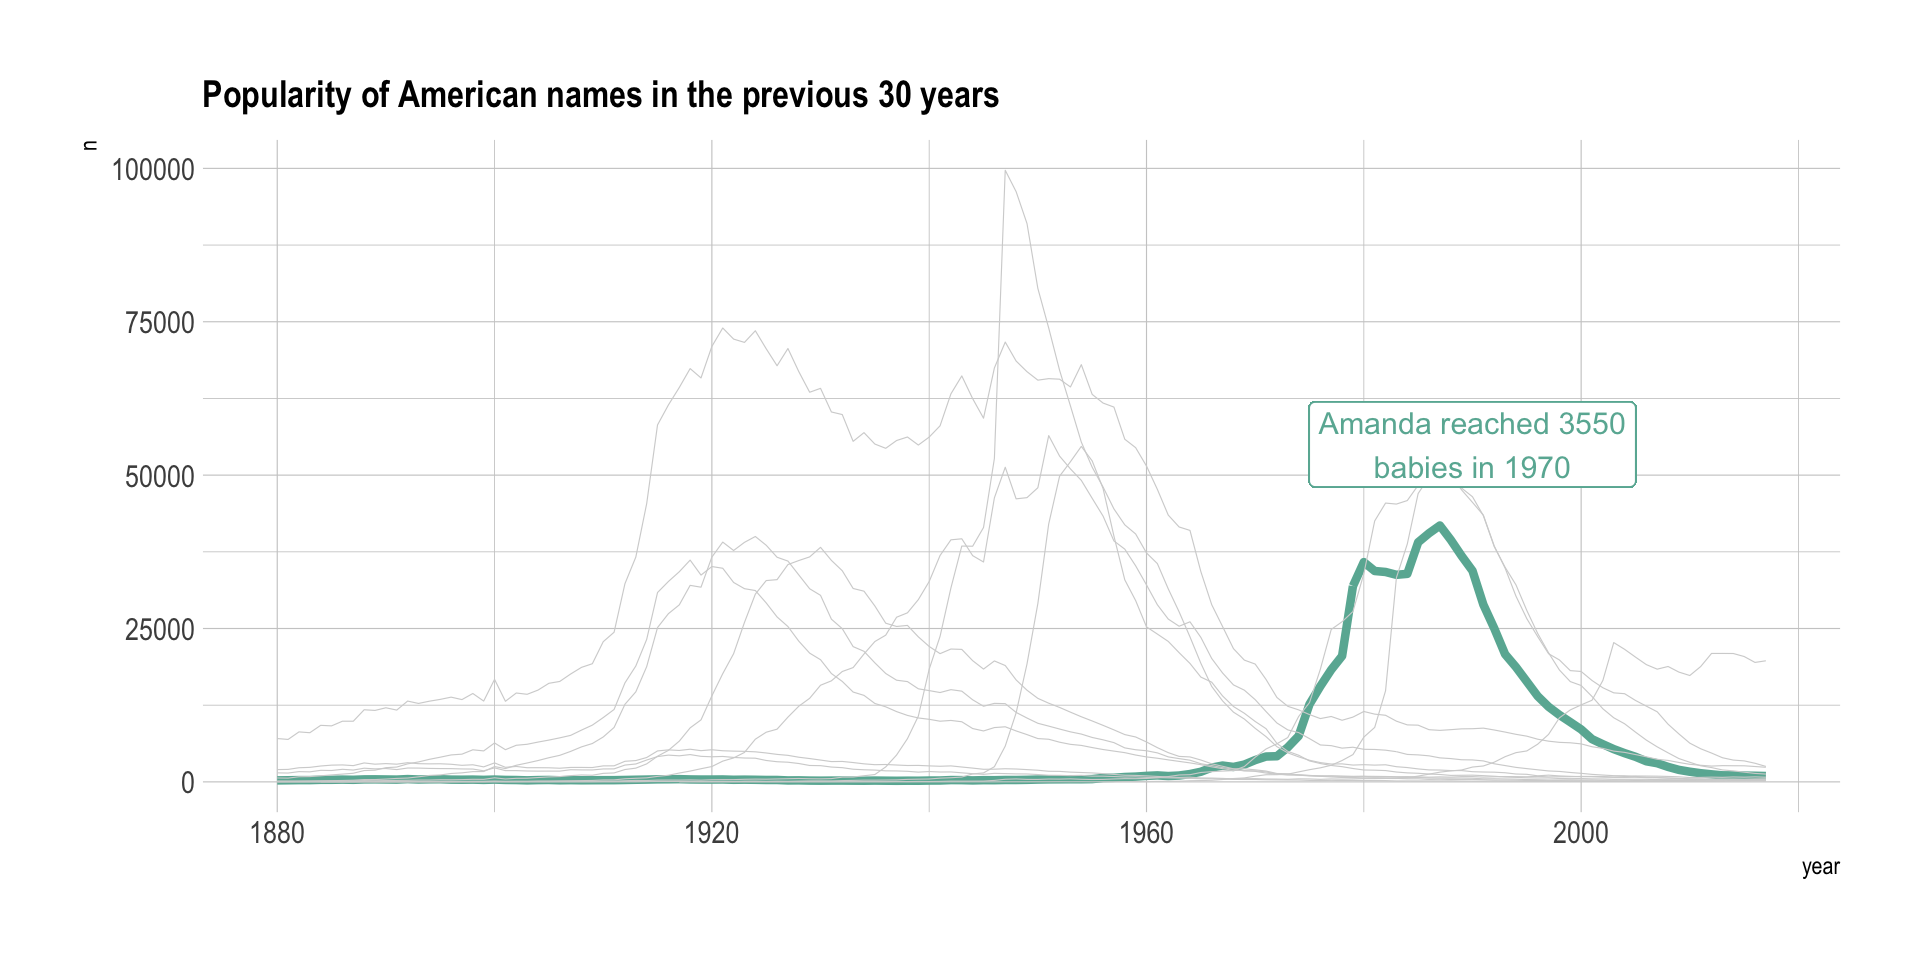 Popularity of American names in the previous 30 years
n
100000
75000
50000
25000
0
Amanda reached 3550
babies in 1970
1880
1920
1960
2000
year